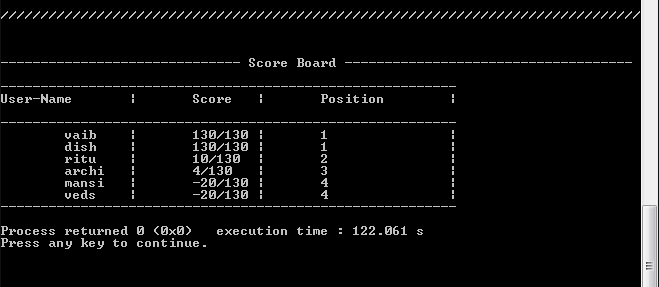 ////////////////////////////////////////////////////////////////////////////////
------------------------------ Score Board ------------------------------------
---------------------------------------------------------
User-Name | Score | Position |
---------------------------------------------------------
vaib | 130/130 | 1 |
dish | 130/130 | 1 |
ritu | 10/130 | 2 |
archi | 4/130 | 3 |
mansi | -20/130 | 4 |
veds | -20/130 | 4 |
---------------------------------------------------------
Process returned 0 (0x0) execution time : 122.061 s
Press any key to continue.